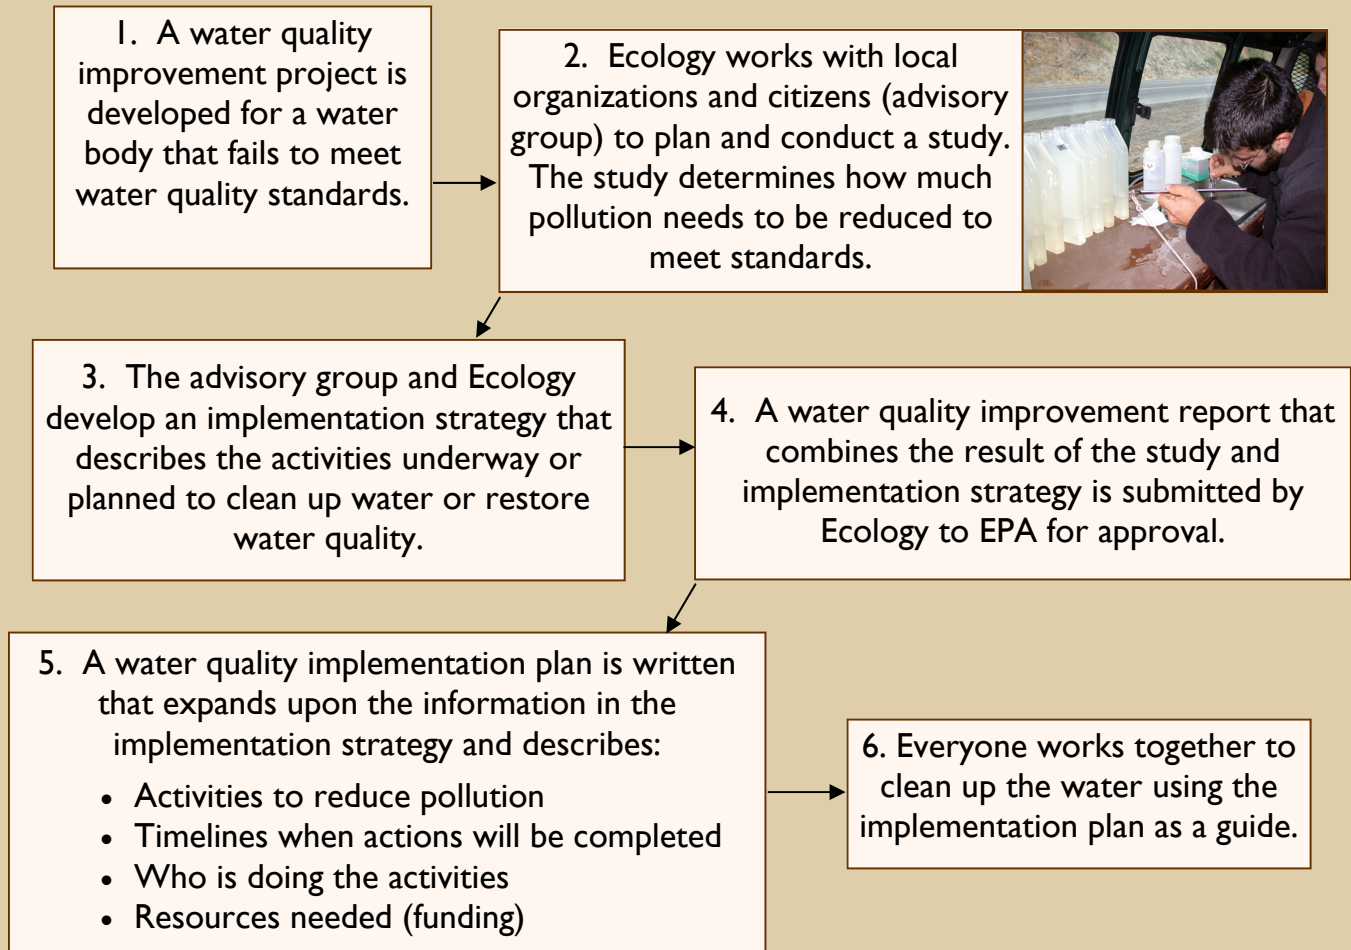 1. A water quality
improvement project is
developed for a water
body that fails to meet
water quality standards.
2. Ecology works with local
organizations and citizens (advisory
group) to plan and conduct a study.
The study determines how much
pollution needs to be reduced to
meet standards.
3. The advisory group and Ecology
develop an implementation strategy that
describes the activities underway or
planned to clean up water or restore
water quality.
4. A water quality improvement report that
combines the result of the study and
implementation strategy is submitted by
Ecology to EPA for approval.
5. A water quality implementation plan is written
that expands upon the information in the
implementation strategy and describes:
• Activities to reduce pollution
• Timelines when actions will be completed
• Who is doing the activities
• Resources needed (funding)
6. Everyone works together to
clean up the water using the
implementation plan as a guide.